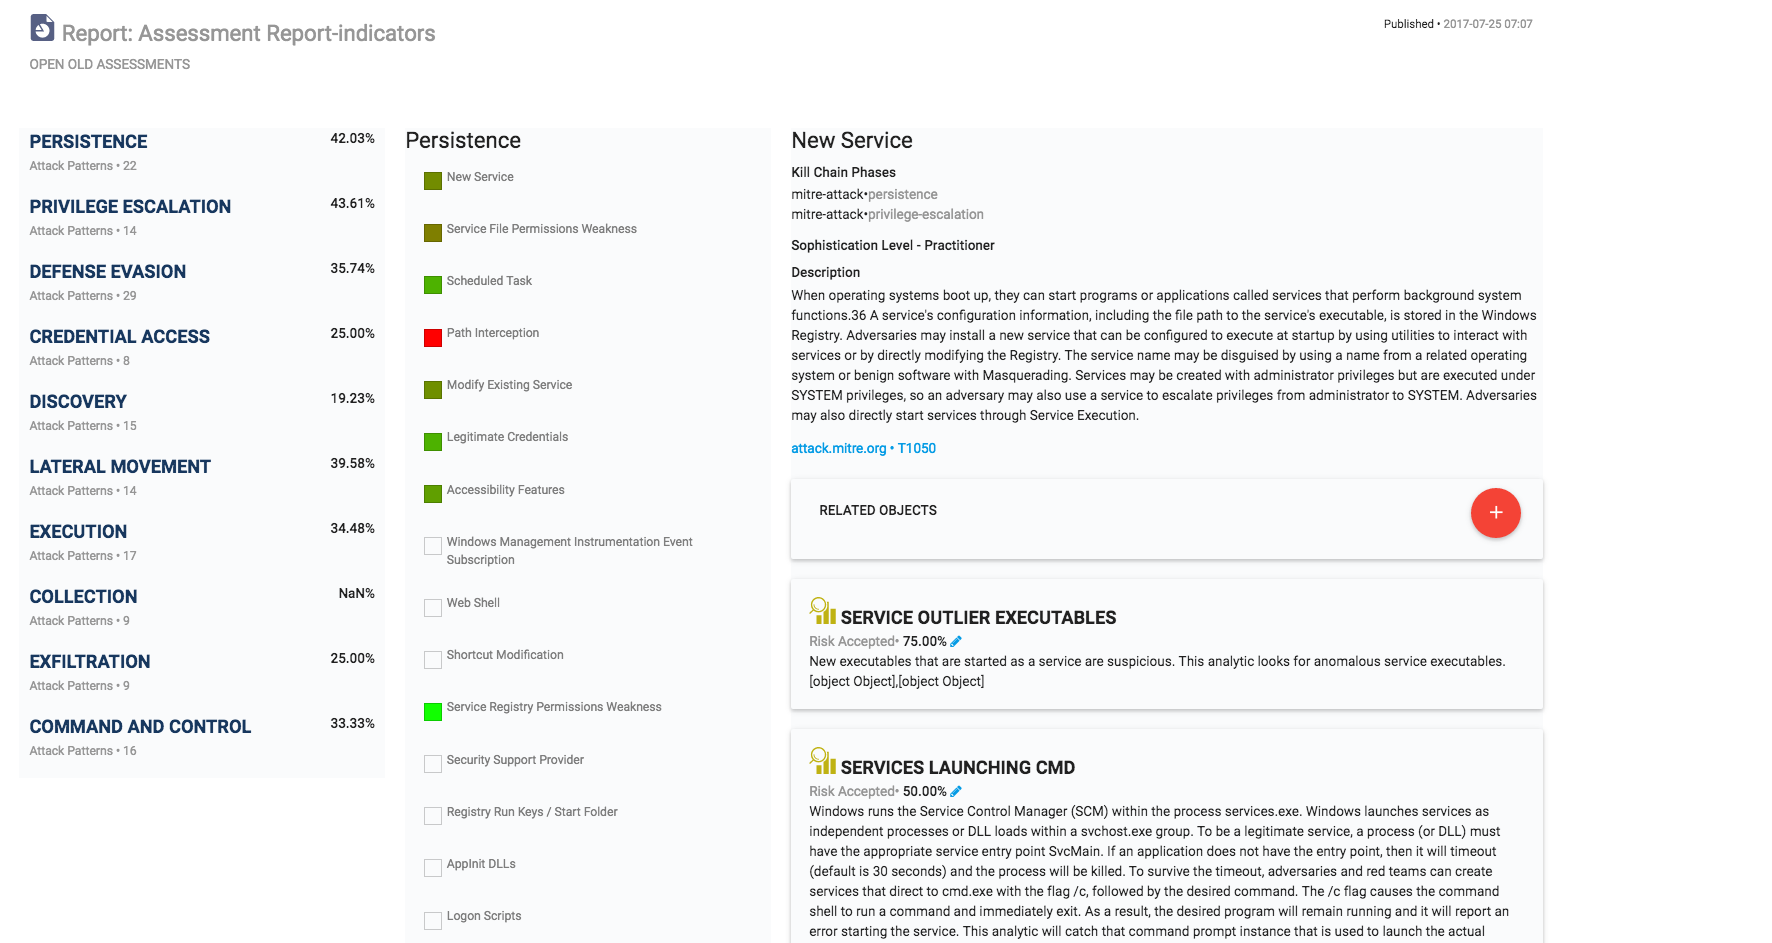 Report: Assessment Report-indicators
Published • 2017-07-25 07:07
OPEN OLD ASSESSMENTS
PERSISTENCE 42.03%
Attack Patterns • 22
PRIVILEGE ESCALATION 43.61%
Attack Patterns • 14
DEFENSE EVASION 35.74%
Attack Patterns • 29
CREDENTIAL ACCESS 25.00%
Attack Patterns • 8
DISCOVERY 19.23%
Attack Patterns • 15
LATERAL MOVEMENT 39.58%
Attack Patterns • 14
EXECUTION 34.48%
Attack Patterns • 17
COLLECTION NaN%
Attack Patterns • 9
EXFILTRATION 25.00%
Attack Patterns • 9
COMMAND AND CONTROL 33.33%
Attack Patterns • 16
Persistence
New Service
Service File Permissions Weakness
Scheduled Task
Path Interception
Modify Existing Service
Legitimate Credentials
Accessibility Features
Windows Management Instrumentation Event
Subscription
Web Shell
Shortcut Modification
Service Registry Permissions Weakness
Security Support Provider
Registry Run Keys / Start Folder
AppInit DLLs
Logon Scripts
New Service
Kill Chain Phases
mitre-attack•persistence
mitre-attack•privilege-escalation
Sophistication Level - Practitioner
Description
When operating systems boot up, they can start programs or applications called services that perform background system
functions.36 A service's configuration information, including the file path to the service's executable, is stored in the Windows
Registry. Adversaries may install a new service that can be configured to execute at startup by using utilities to interact with
services or by directly modifying the Registry. The service name may be disguised by using a name from a related operating
system or benign software with Masquerading. Services may be created with administrator privileges but are executed under
SYSTEM privileges, so an adversary may also use a service to escalate privileges from administrator to SYSTEM. Adversaries
may also directly start services through Service Execution.
attack.mitre.org • T1050
RELATED OBJECTS
+
SERVICE OUTLIER EXECUTABLES
Risk Accepted• 75.00%
New executables that are started as a service are suspicious. This analytic looks for anomalous service executables.
[object Object],[object Object]
SERVICES LAUNCHING CMD
Risk Accepted• 50.00%
Windows runs the Service Control Manager (SCM) within the process services.exe. Windows launches services as
independent processes or DLL loads within a svchost.exe group. To be a legitimate service, a process (or DLL) must
have the appropriate service entry point SvcMain. If an application does not have the entry point, then it will timeout
(default is 30 seconds) and the process will be killed. To survive the timeout, adversaries and red teams can create
services that direct to cmd.exe with the flag /c, followed by the desired command. The /c flag causes the command
shell to run a command and immediately exit. As a result, the desired program will remain running and it will report an
error starting the service. This analytic will catch that command prompt instance that is used to launch the actual